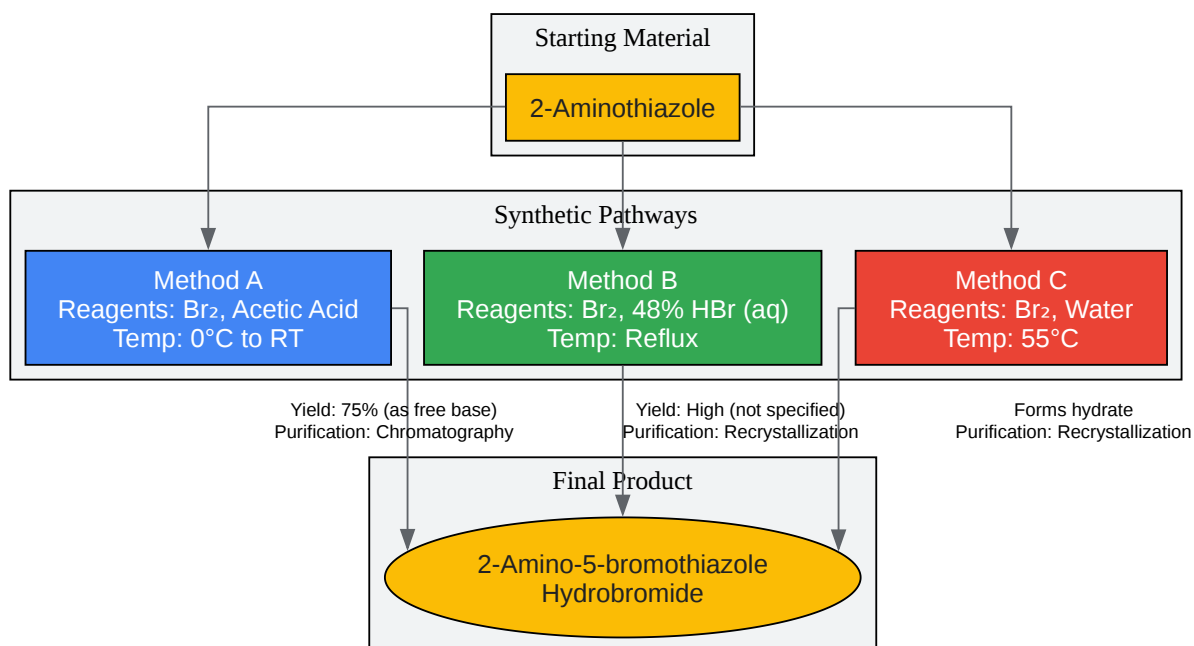 Starting Material
2-Aminothiazole
Synthetic Pathways
Method A
Reagents: Br₂, Acetic Acid
Temp: 0°C to RT
Method B
Reagents: Br₂, 48% HBr (aq)
Temp: Reflux
Method C
Reagents: Br₂, Water
Temp: 55°C
Yield: 75% (as free base)
Purification: Chromatography
Yield: High (not specified)
Purification: Recrystallization
Forms hydrate
Purification: Recrystallization
Final Product
2-Amino-5-bromothiazole
Hydrobromide